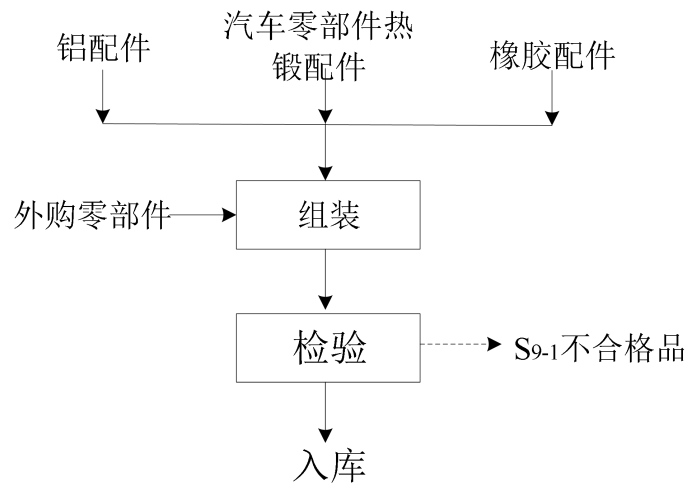 铝配件
汽车零部件热
锻配件
橡胶配件
外购零部件
组装
检验
S9-1不合格品
入库